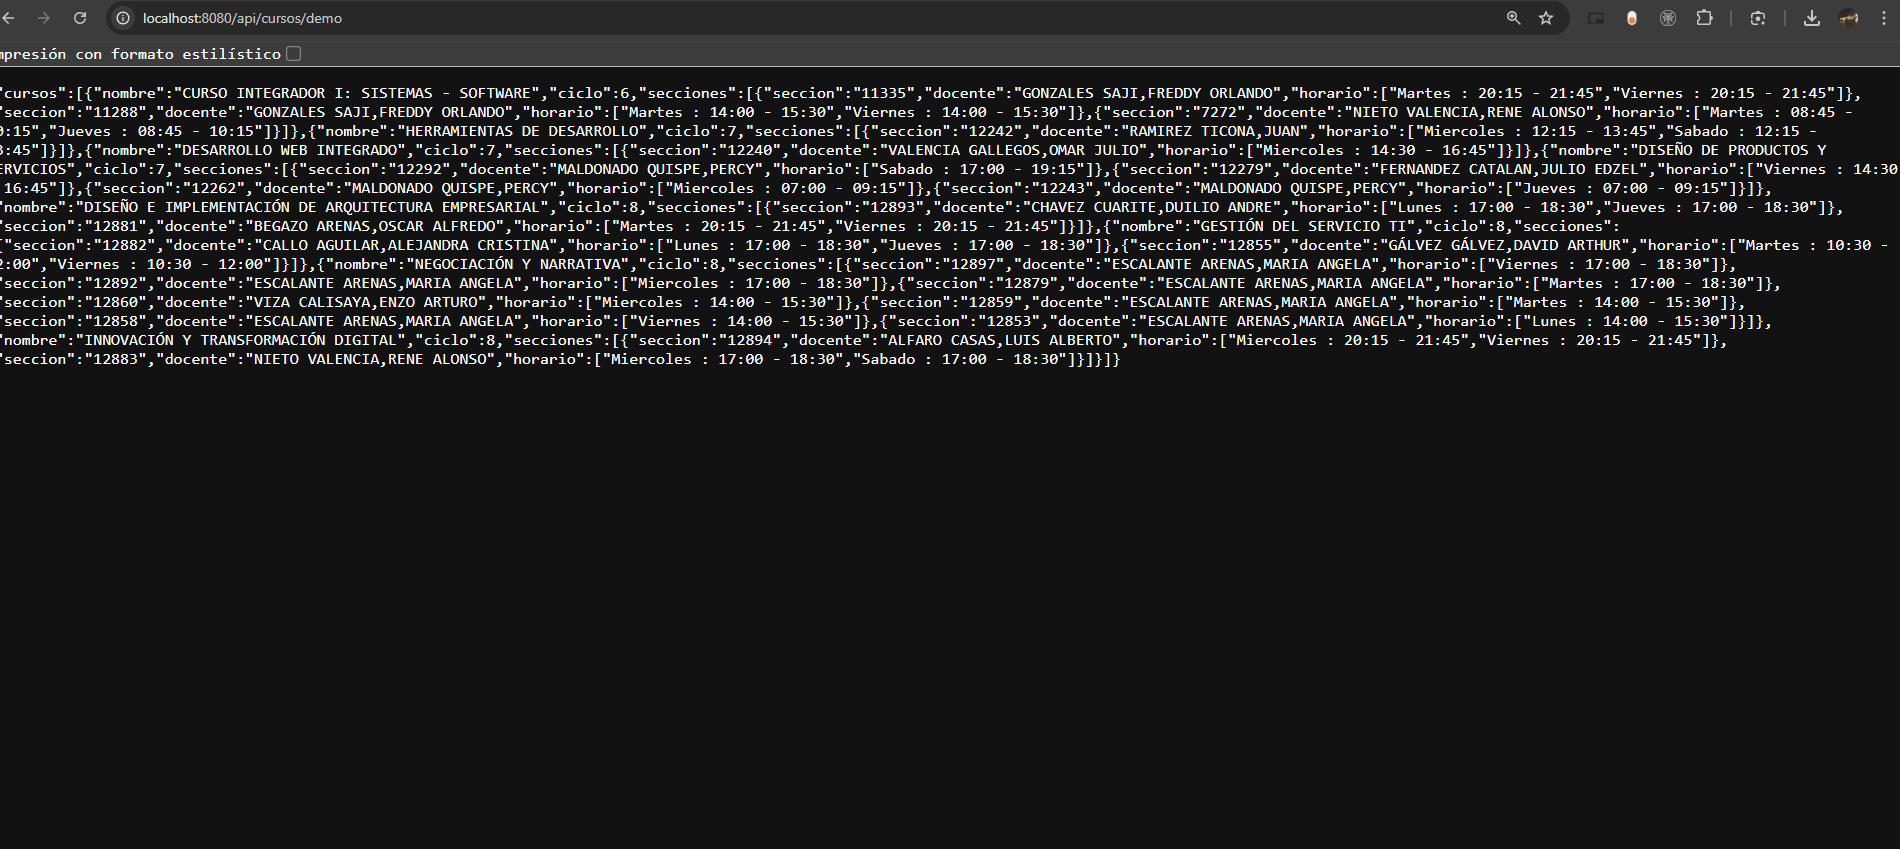 localhost:8080/api/cursos/demo
mpresión con formato estilístico
"cursos":[{"nombre":"CURSO INTEGRADOR I: SISTEMAS - SOFTWARE","ciclo":6,"secciones":[{"seccion":"11335","docente":"GONZALES SAJI,FREDDY ORLANDO","horario":["Martes : 20:15 - 21:45","Viernes : 20:15 - 21:45"]},
"seccion":"11288","docente":"GONZALES SAJI,FREDDY ORLANDO","horario":["Martes : 14:00 - 15:30","Viernes : 14:00 - 15:30"]},{"seccion":"7272","docente":"NIETO VALENCIA,RENE ALONSO","horario":["Martes : 08:45 -
0:15","Jueves : 08:45 - 10:15"]}]},{"nombre":"HERRAMIENTAS DE DESARROLLO","ciclo":7,"secciones":[{"seccion":"12242","docente":"RAMIREZ TICONA,JUAN","horario":["Miercoles : 12:15 - 13:45","Sabado : 12:15 -
3:45"]}]},{"nombre":"DESARROLLO WEB INTEGRADO","ciclo":7,"secciones":[{"seccion":"12240","docente":"VALENCIA GALLEGOS,OMAR JULIO","horario":["Miercoles : 14:30 - 16:45"]}]},{"nombre":"DISEÑO DE PRODUCTOS Y
ERVICIOS","ciclo":7,"secciones":[{"seccion":"12292","docente":"MALDONADO QUISPE,PERCY","horario":["Sabado : 17:00 - 19:15"]},{"seccion":"12279","docente":"FERNANDEZ CATALAN,JULIO EDZEL","horario":["Viernes : 14:30
16:45"]},{"seccion":"12262","docente":"MALDONADO QUISPE,PERCY","horario":["Miercoles : 07:00 - 09:15"]},{"seccion":"12243","docente":"MALDONADO QUISPE,PERCY","horario":["Jueves : 07:00 - 09:15"]}]},
"nombre":"DISEÑO E IMPLEMENTACIÓN DE ARQUITECTURA EMPRESARIAL","ciclo":8,"secciones":[{"seccion":"12893","docente":"CHAVEZ CUARITE,DUILIO ANDRE","horario":["Lunes : 17:00 - 18:30","Jueves : 17:00 - 18:30"]},
"seccion":"12881","docente":"BEGAZO ARENAS,OSCAR ALFREDO","horario":["Martes : 20:15 - 21:45","Viernes : 20:15 - 21:45"]}]},{"nombre":"GESTIÓN DEL SERVICIO TI","ciclo":8,"secciones":
{"seccion":"12882","docente":"CALLO AGUILAR,ALEJANDRA CRISTINA","horario":["Lunes : 17:00 - 18:30","Jueves : 17:00 - 18:30"]},{"seccion":"12855","docente":"GÁLVEZ GÁLVEZ,DAVID ARTHUR","horario":["Martes : 10:30 -
2:00","Viernes : 10:30 - 12:00"]}]},{"nombre":"NEGOCIACIÓN Y NARRATIVA","ciclo":8,"secciones":[{"seccion":"12897","docente":"ESCALANTE ARENAS,MARIA ANGELA","horario":["Viernes : 17:00 - 18:30"]},
"seccion":"12892","docente":"ESCALANTE ARENAS,MARIA ANGELA","horario":["Miercoles : 17:00 - 18:30"]},{"seccion":"12879","docente":"ESCALANTE ARENAS,MARIA ANGELA","horario":["Martes : 17:00 - 18:30"]},
"seccion":"12860","docente":"VIZA CALISAYA,ENZO ARTURO","horario":["Miercoles : 14:00 - 15:30"]},{"seccion":"12859","docente":"ESCALANTE ARENAS,MARIA ANGELA","horario":["Martes : 14:00 - 15:30"]},
"seccion":"12858","docente":"ESCALANTE ARENAS,MARIA ANGELA","horario":["Viernes : 14:00 - 15:30"]},{"seccion":"12853","docente":"ESCALANTE ARENAS,MARIA ANGELA","horario":["Lunes : 14:00 - 15:30"]}]},
"nombre":"INNOVACIÓN Y TRANSFORMACIÓN DIGITAL","ciclo":8,"secciones":[{"seccion":"12894","docente":"ALFARO CASAS,LUIS ALBERTO","horario":["Miercoles : 20:15 - 21:45","Viernes : 20:15 - 21:45"]},
"seccion":"12883","docente":"NIETO VALENCIA,RENE ALONSO","horario":["Miercoles : 17:00 - 18:30","Sabado : 17:00 - 18:30"]}]}]}